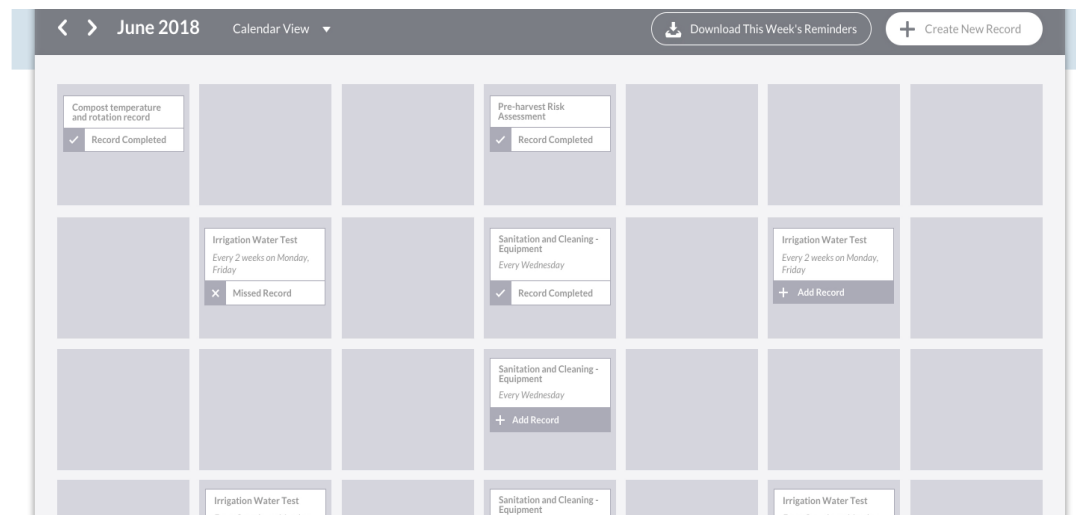 June 2018
Calendar View
Download This Week's Reminders
Create New Record
Compost temperature
and rotation record
Record Completed
Pre-harvest Risk
Assessment
Record Completed
Irrigation Water Test
Every 2 weeks on Monday,
Friday
Missed Record
Sanitation and Cleaning -
Equipment
Every Wednesday
Record Completed
Irrigation Water Test
Every 2 weeks on Monday,
Friday
Add Record
Sanitation and Cleaning -
Equipment
Every Wednesday
Add Record
Irrigation Water Test
Sanitation and Cleaning -
Equipment
Irrigation Water Test